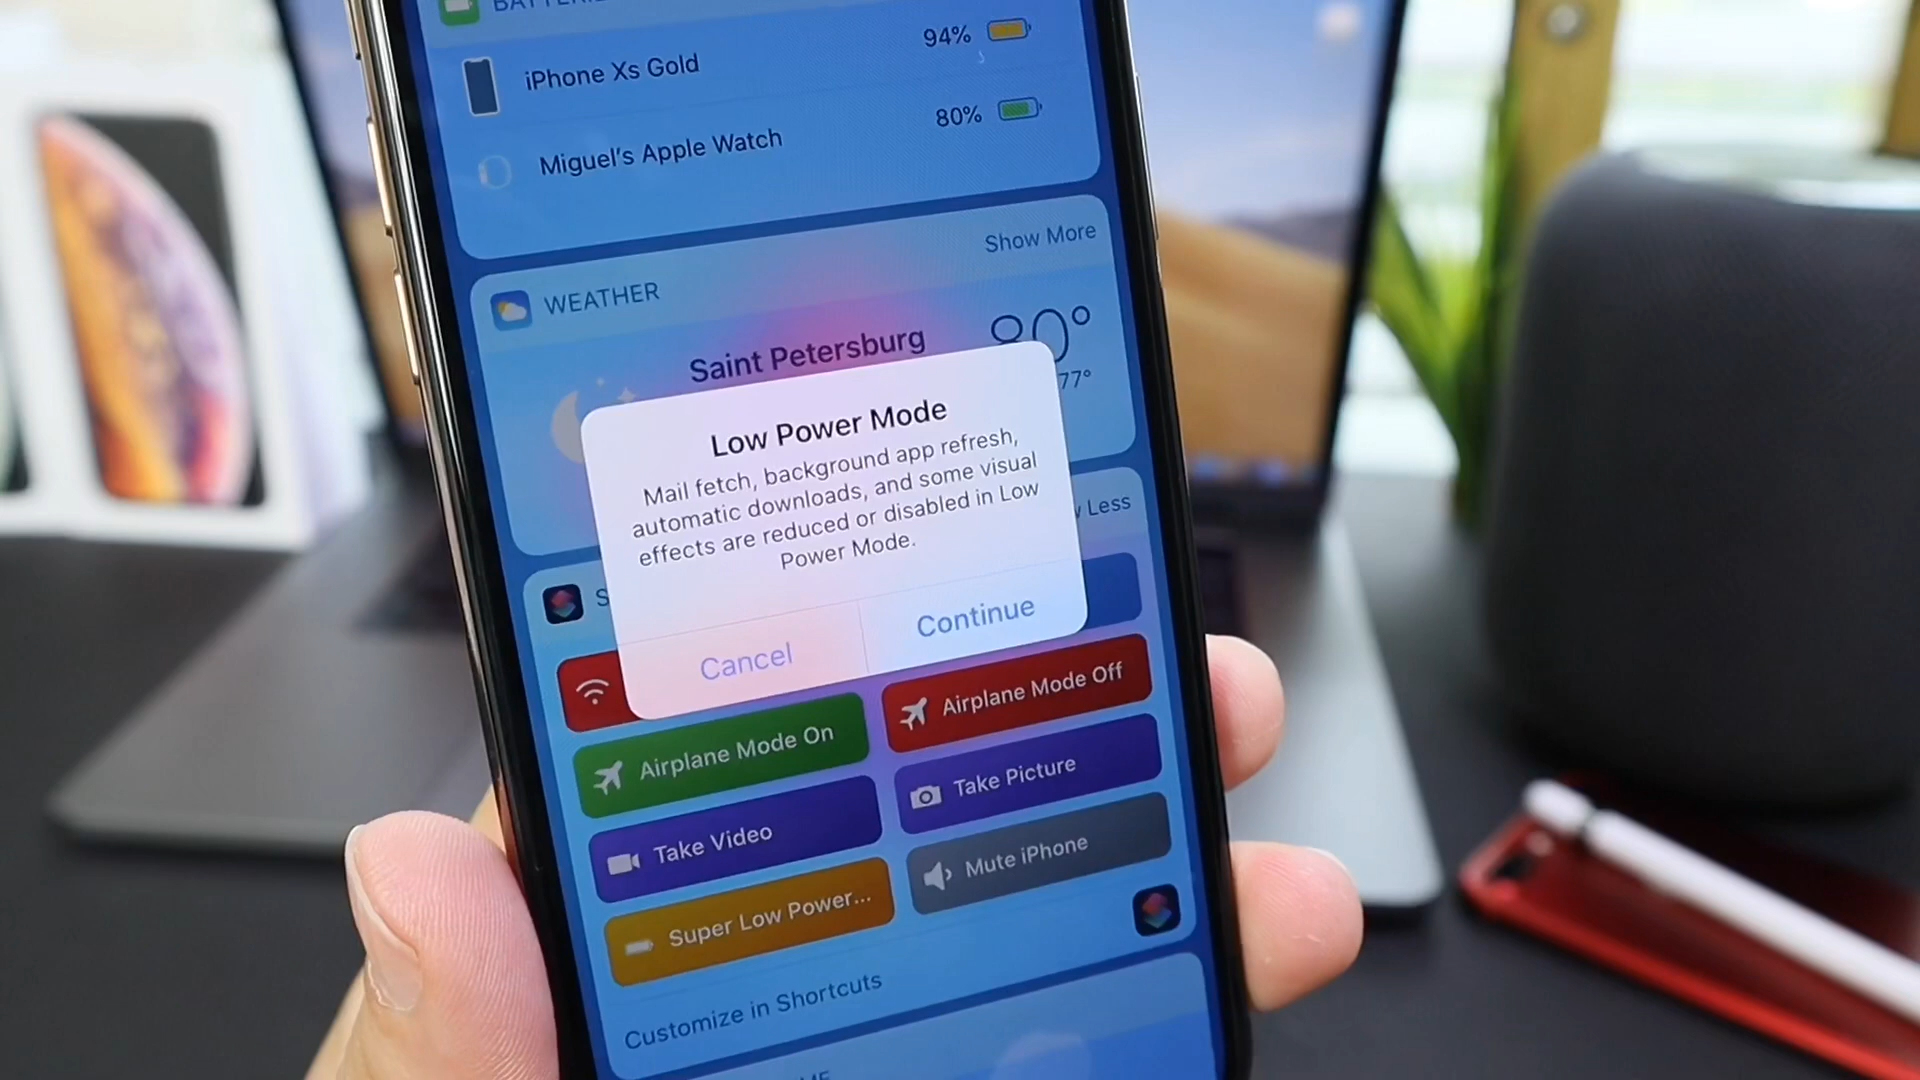 iPhone Xs Gold
94%
Miguel's Apple Watch
80%
WEATHER
Show More
Saint Petersburg
80°
77°
Low Power Mode
Mail fetch, background app refresh,
automatic downloads, and some visual
effects are reduced or disabled in Low
Power Mode.
Cancel
Continue
Less
Airplane Mode On
Airplane Mode Off
Take Video
Take Picture
Super Low Power...
Mute iPhone
Customize in Shortcuts